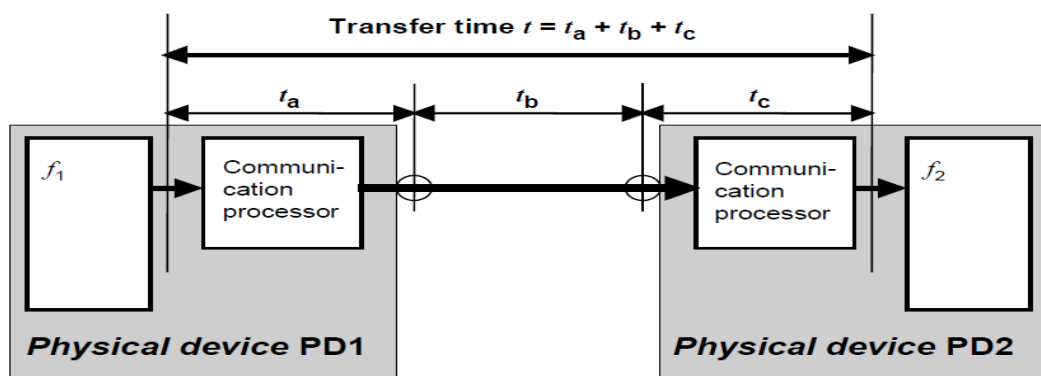 Transfer time t = ta + tb + tc
ta
tb
tc
f1
Communi-
cation
processor
Communi-
cation
processor
f2
Physical device PD1
Physical device PD2